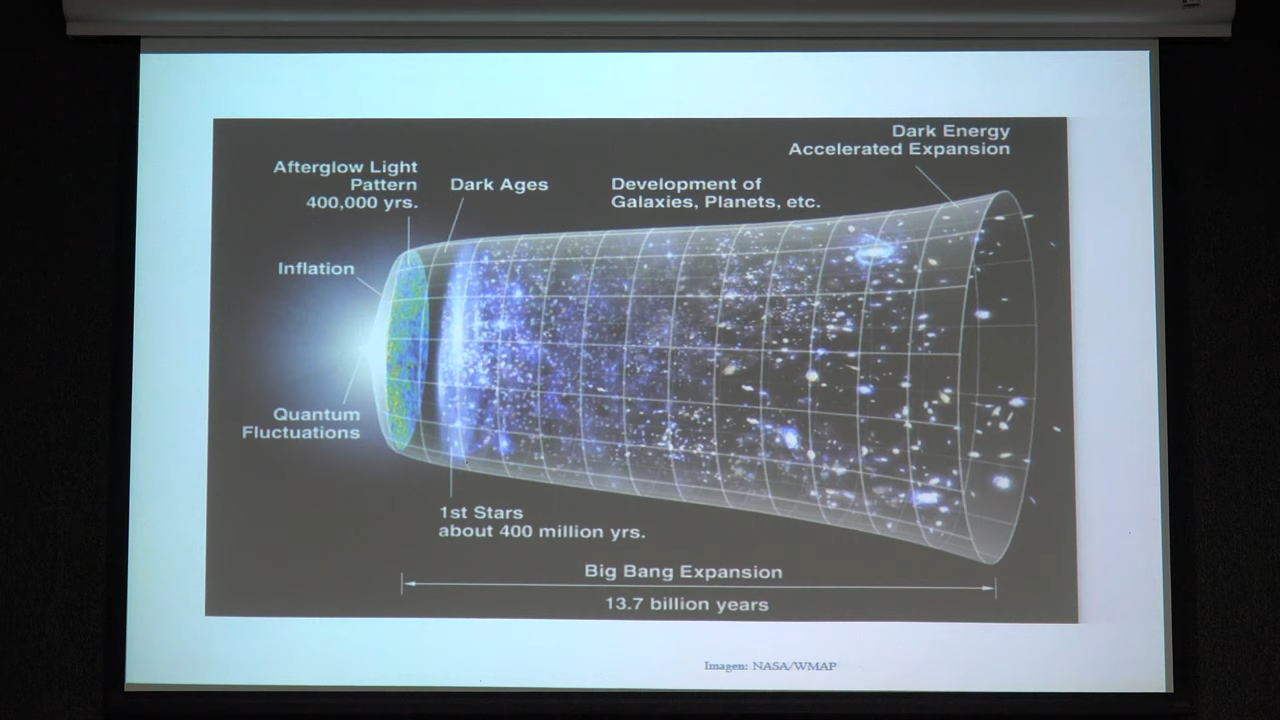 Dark Energy
Accelerated Expansion
Afterglow Light
Pattern
400,000 yrs.
Dark Ages
Development of
Galaxies, Planets, etc.
Inflation
Quantum
Fluctuations
1st Stars
about 400 million yrs.
Big Bang Expansion
13.7 billion years
Imagen: NASA/WMAP